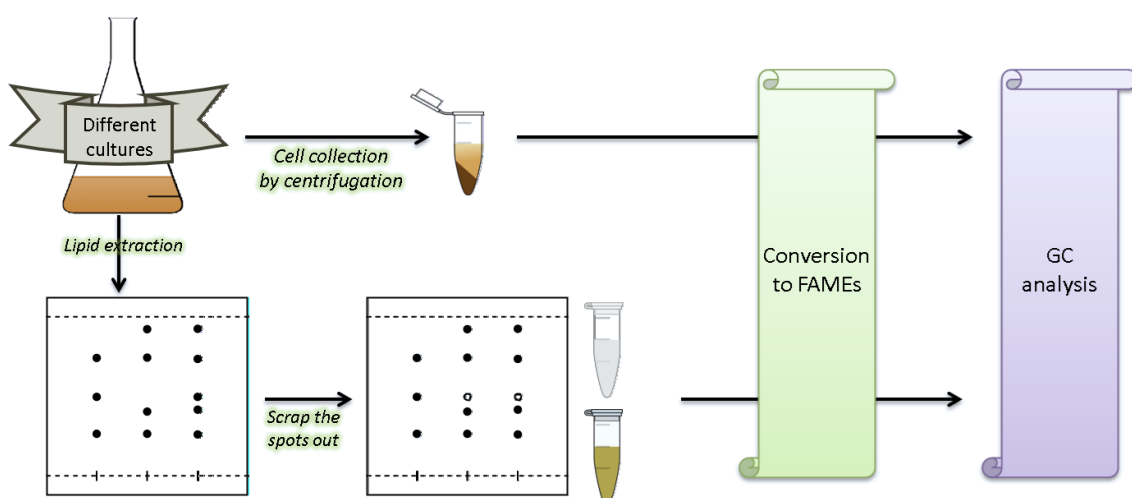 Different
cultures
Cell collection
by centrifugation
Lipid extraction
Scrap the
spots out
Conversion
to FAMEs
GC
analysis